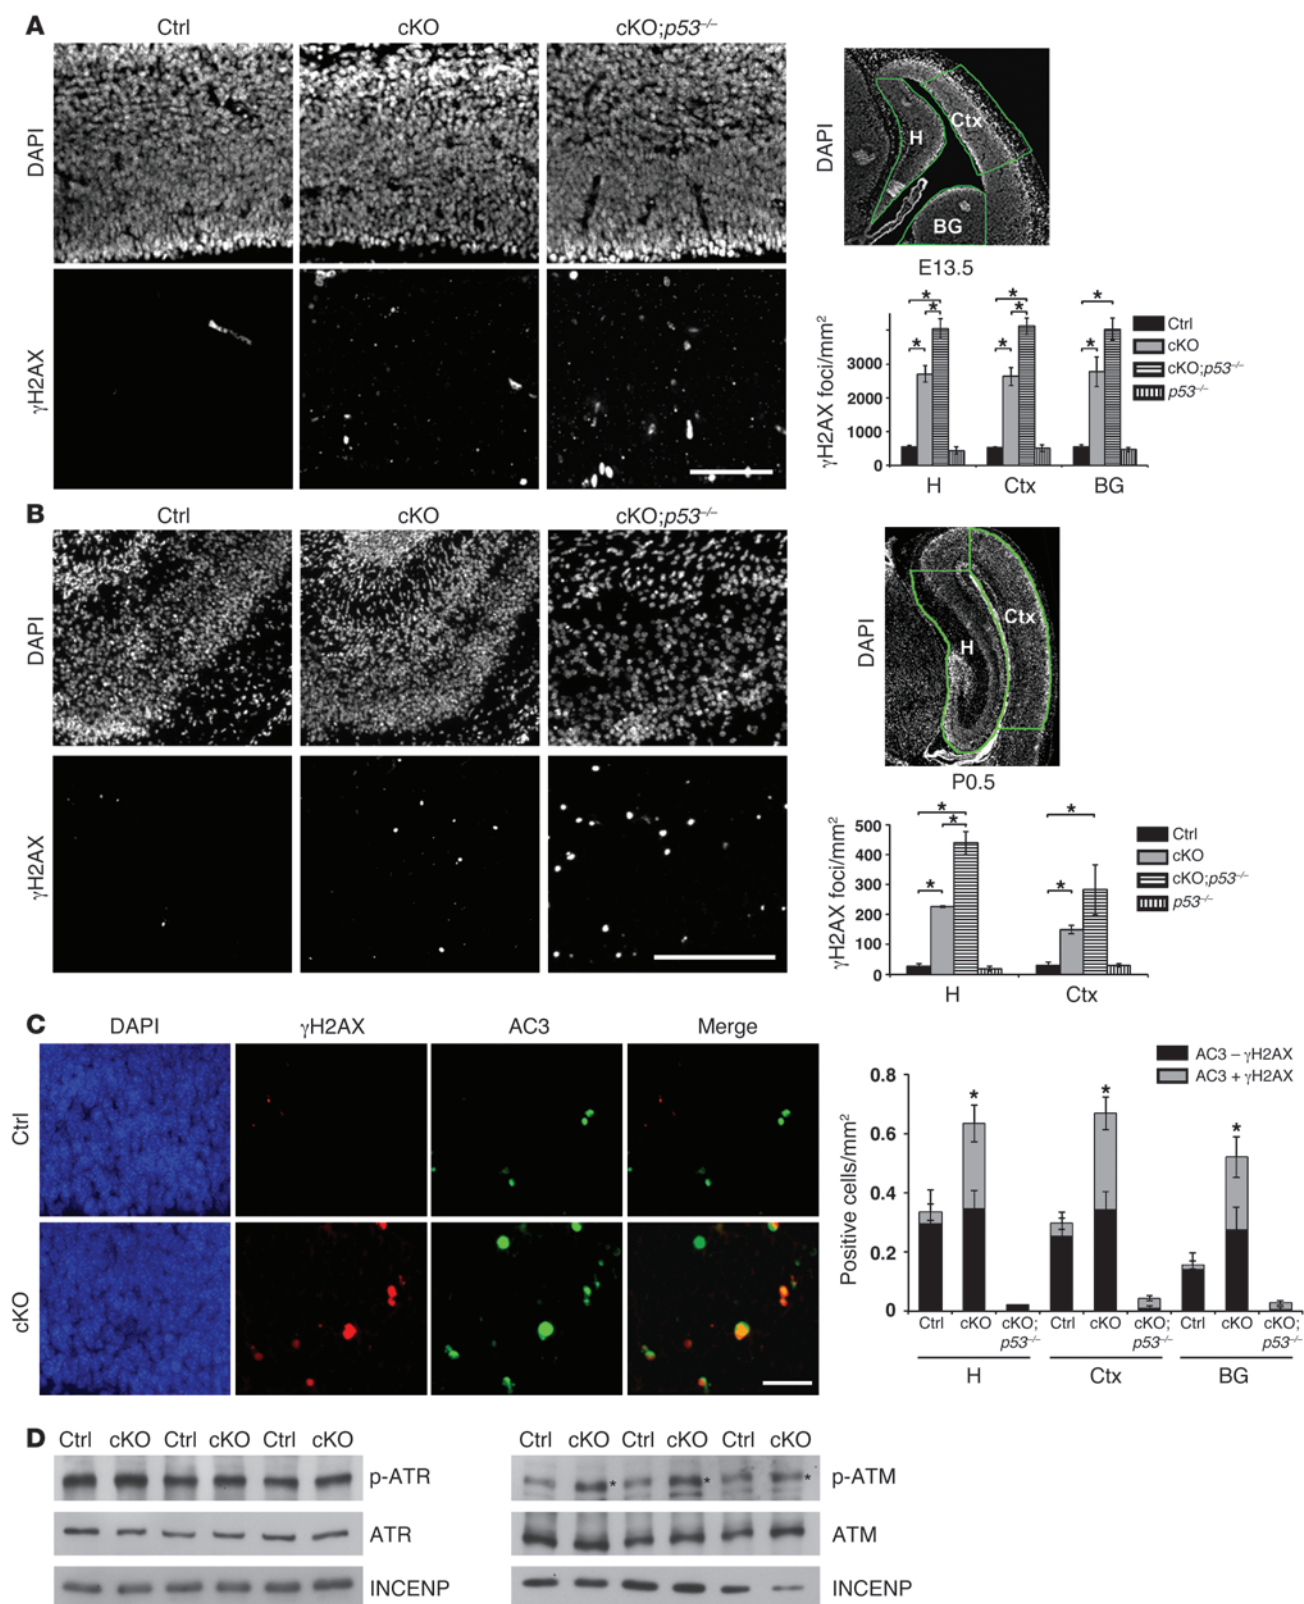 A
Ctrl cKO cKO;p53–/–
DAPI
γH2AX
DAPI
H
Ctx
BG
E13.5
γH2AX foci/mm2
3000
2000
1000
0
H Ctx BG
Ctrl
cKO
cKO;p53–/–
p53–/–
* * * * * * * *
B
Ctrl cKO cKO;p53–/–
DAPI
γH2AX
DAPI
H
Ctx
P0.5
γH2AX foci/mm2
500
400
300
200
100
0
H Ctx
Ctrl
cKO
cKO;p53–/–
p53–/–
* * * * *
C
DAPI γH2AX AC3 Merge
Ctrl
cKO
AC3 – γH2AX
AC3 + γH2AX
Positive cells/mm2
0.8
0.6
0.4
0.2
0
* * *
Ctrl cKO cKO; Ctrl cKO cKO; Ctrl cKO cKO;
p53–/– p53–/– p53–/–
H Ctx BG
D
Ctrl cKO Ctrl cKO Ctrl cKO
p-ATR
ATR
INCENP
Ctrl cKO Ctrl cKO Ctrl cKO
* * * p-ATM
ATM
INCENP